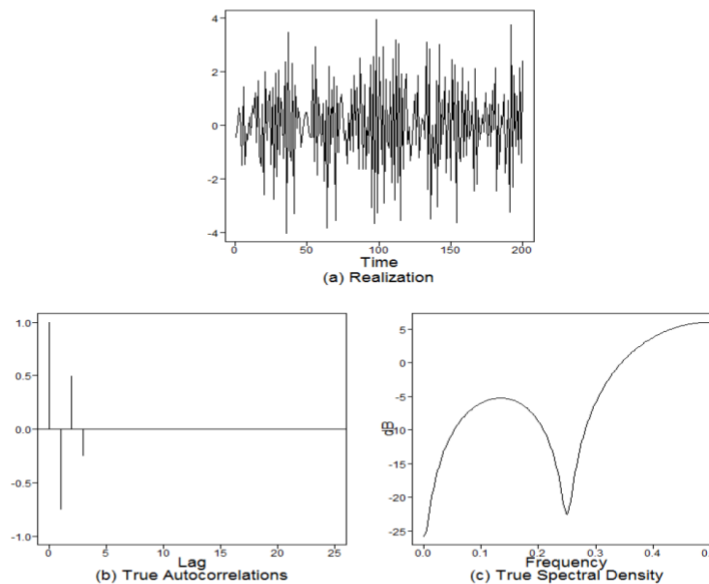 4
2
0
-2
-4
0 50 100 150 200
Time
(a) Realization
1.0
0.5
0.0
-0.5
-1.0
0 5 10 15 20 25
Lag
(b) True Autocorrelations
5
0
-5
dB
-10
-15
-20
-25
0.0 0.1 0.2 0.3 0.4
Frequency
(c) True Spectral Density